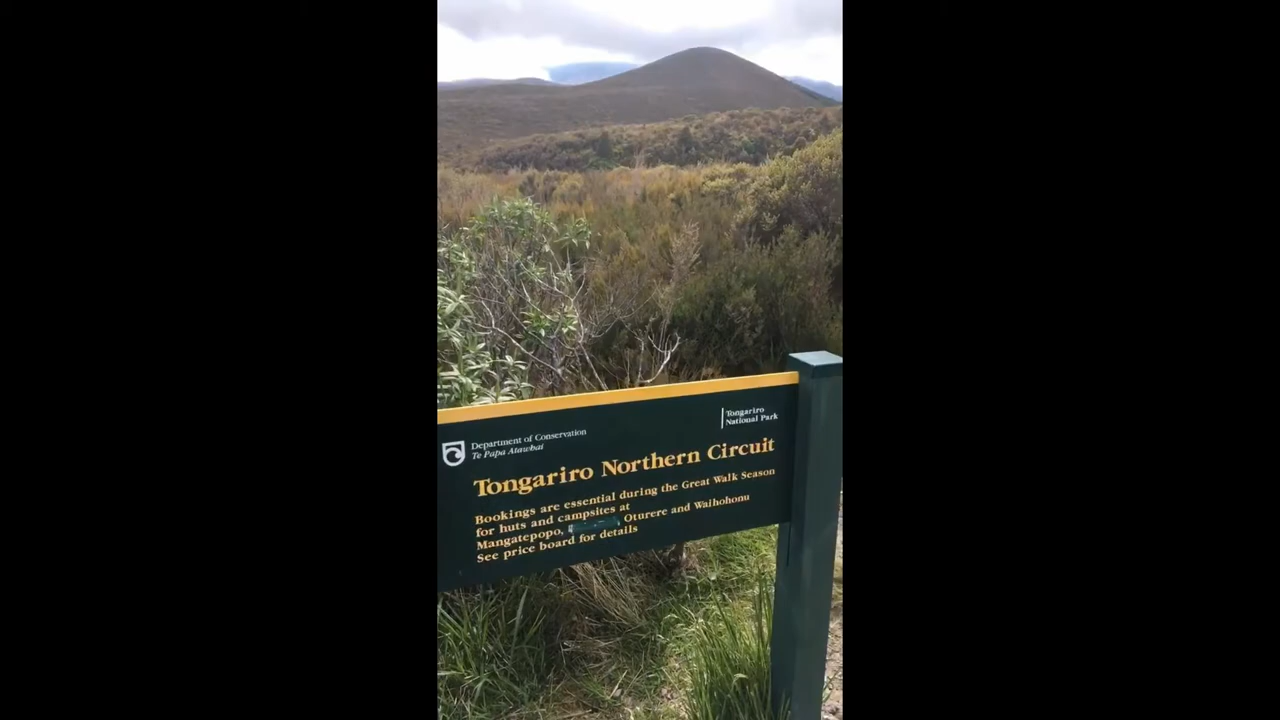 Department of Conservation
Te Papa Atawhai
Tongariro
National Park
Tongariro Northern Circuit
Bookings are essential during the Great Walk Season
for huts and campsites at
Mangatepopo, Oturere and Waihohonu
See price board for details